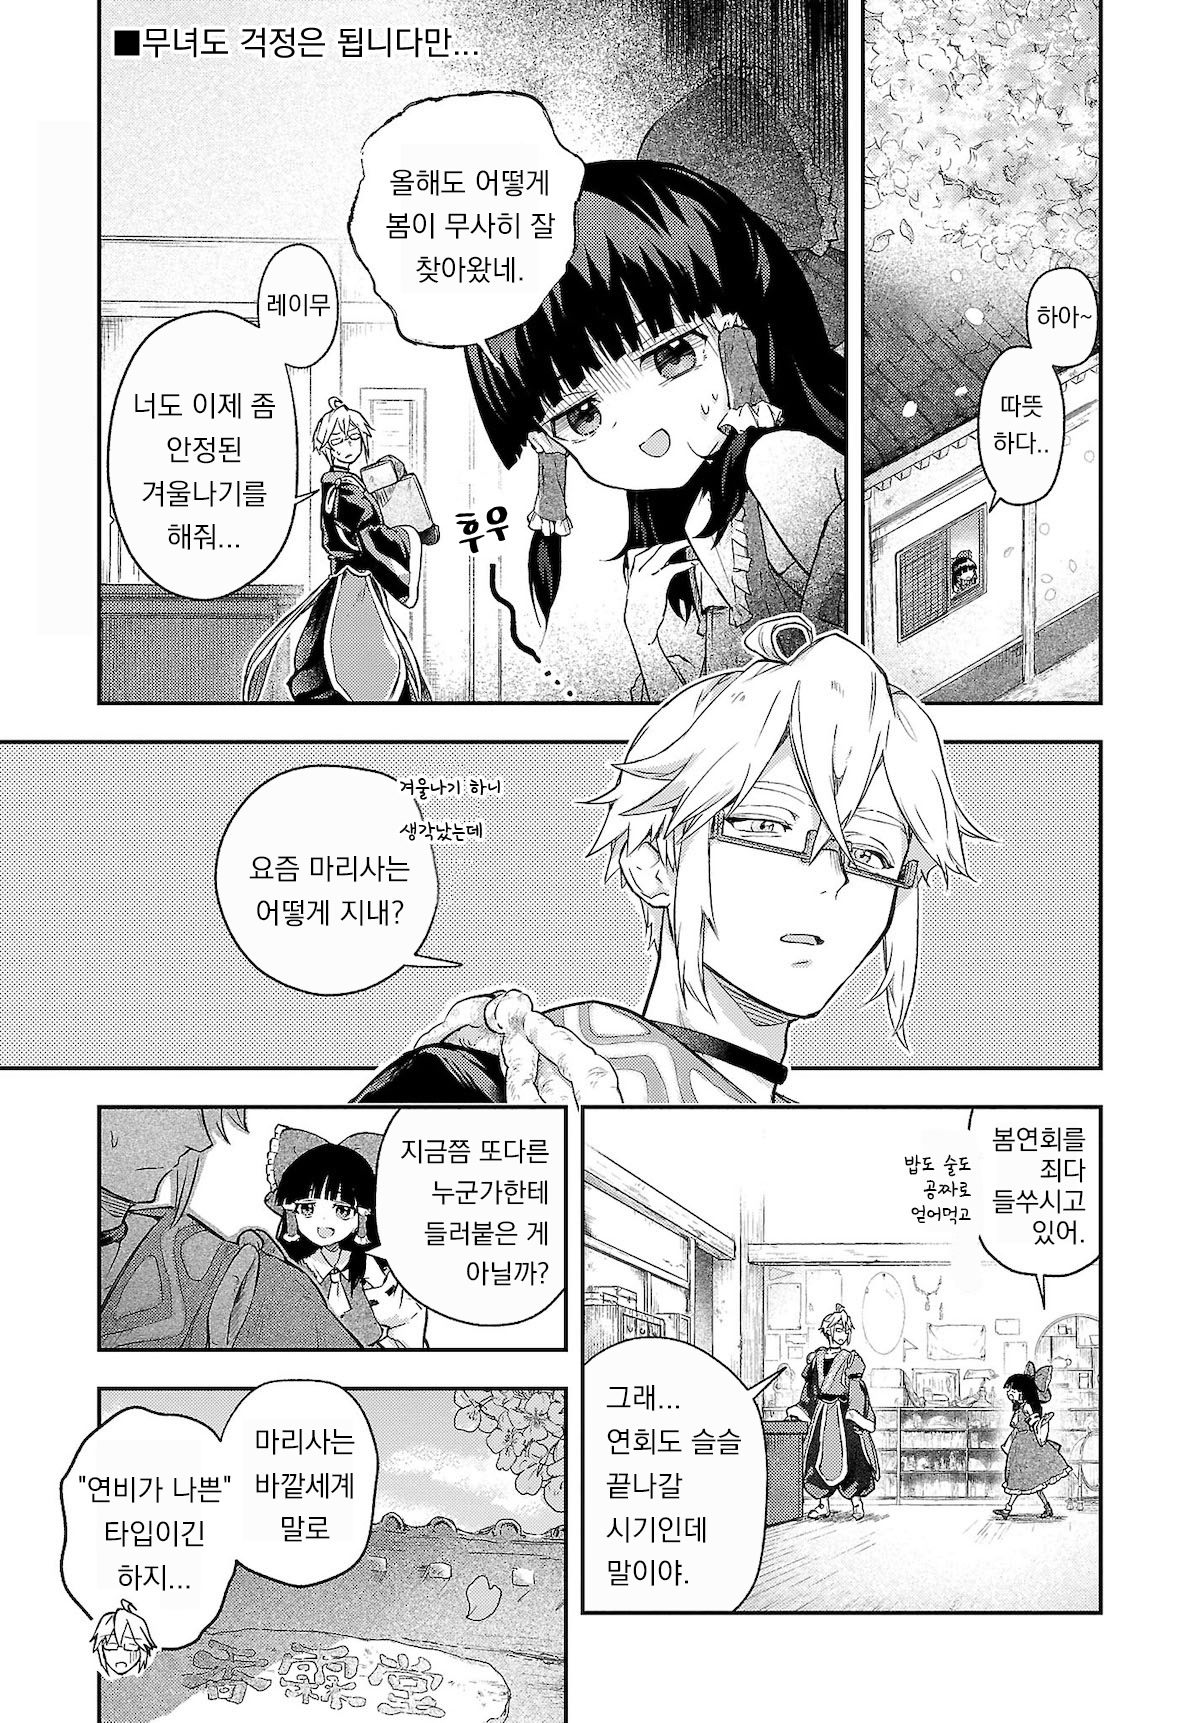 ■무녀도 걱정은 됩니다만...
하아~
따뜻
하다..
올해도 어떻게
봄이 무사히 잘
찾아왔네.
후우
레이무
너도 이제 좀
안정된
겨울나기를
해줘...
겨울나기 하니
생각났는데
요즘 마리사는
어떻게 지내?
봄연회를
죄다
들쑤시고
있어.
밥도 술도
공짜로
얻어먹고
그래...
연회도 슬슬
끝나갈
시기인데
말이야.
지금쯤 또다른
누군가한테
들러붙은 게
아닐까?
마리사는
바깥세계
말로
"연비가 나쁜"
타입이긴
하지...
香霖堂